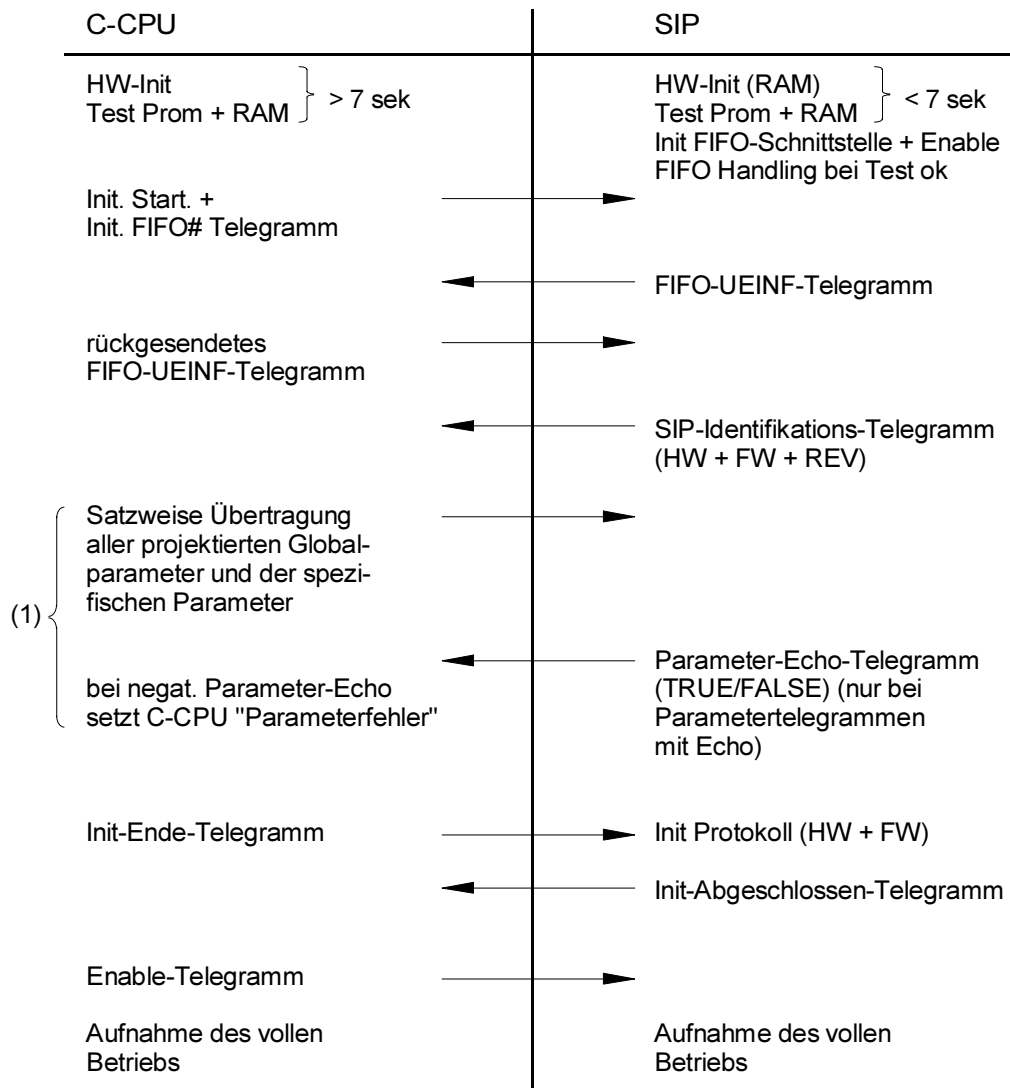 C-CPU
SIP
HW-Init
Test Prom + RAM
> 7 sek
HW-Init (RAM)
Test Prom + RAM
< 7 sek
Init FIFO-Schnittstelle + Enable
FIFO Handling bei Test ok
Init. Start. +
Init. FIFO# Telegramm
FIFO-UEINF-Telegramm
rückgesendetes
FIFO-UEINF-Telegramm
SIP-Identifikations-Telegramm
(HW + FW + REV)
(1)
Satzweise Übertragung
aller projektierten Global-
parameter und der spezi-
fischen Parameter
Parameter-Echo-Telegramm
(TRUE/FALSE) (nur bei
Parametertelegrammen
mit Echo)
bei negat. Parameter-Echo
setzt C-CPU "Parameterfehler"
Init-Ende-Telegramm
Init Protokoll (HW + FW)
Init-Abgeschlossen-Telegramm
Enable-Telegramm
Aufnahme des vollen
Betriebs
Aufnahme des vollen
Betriebs